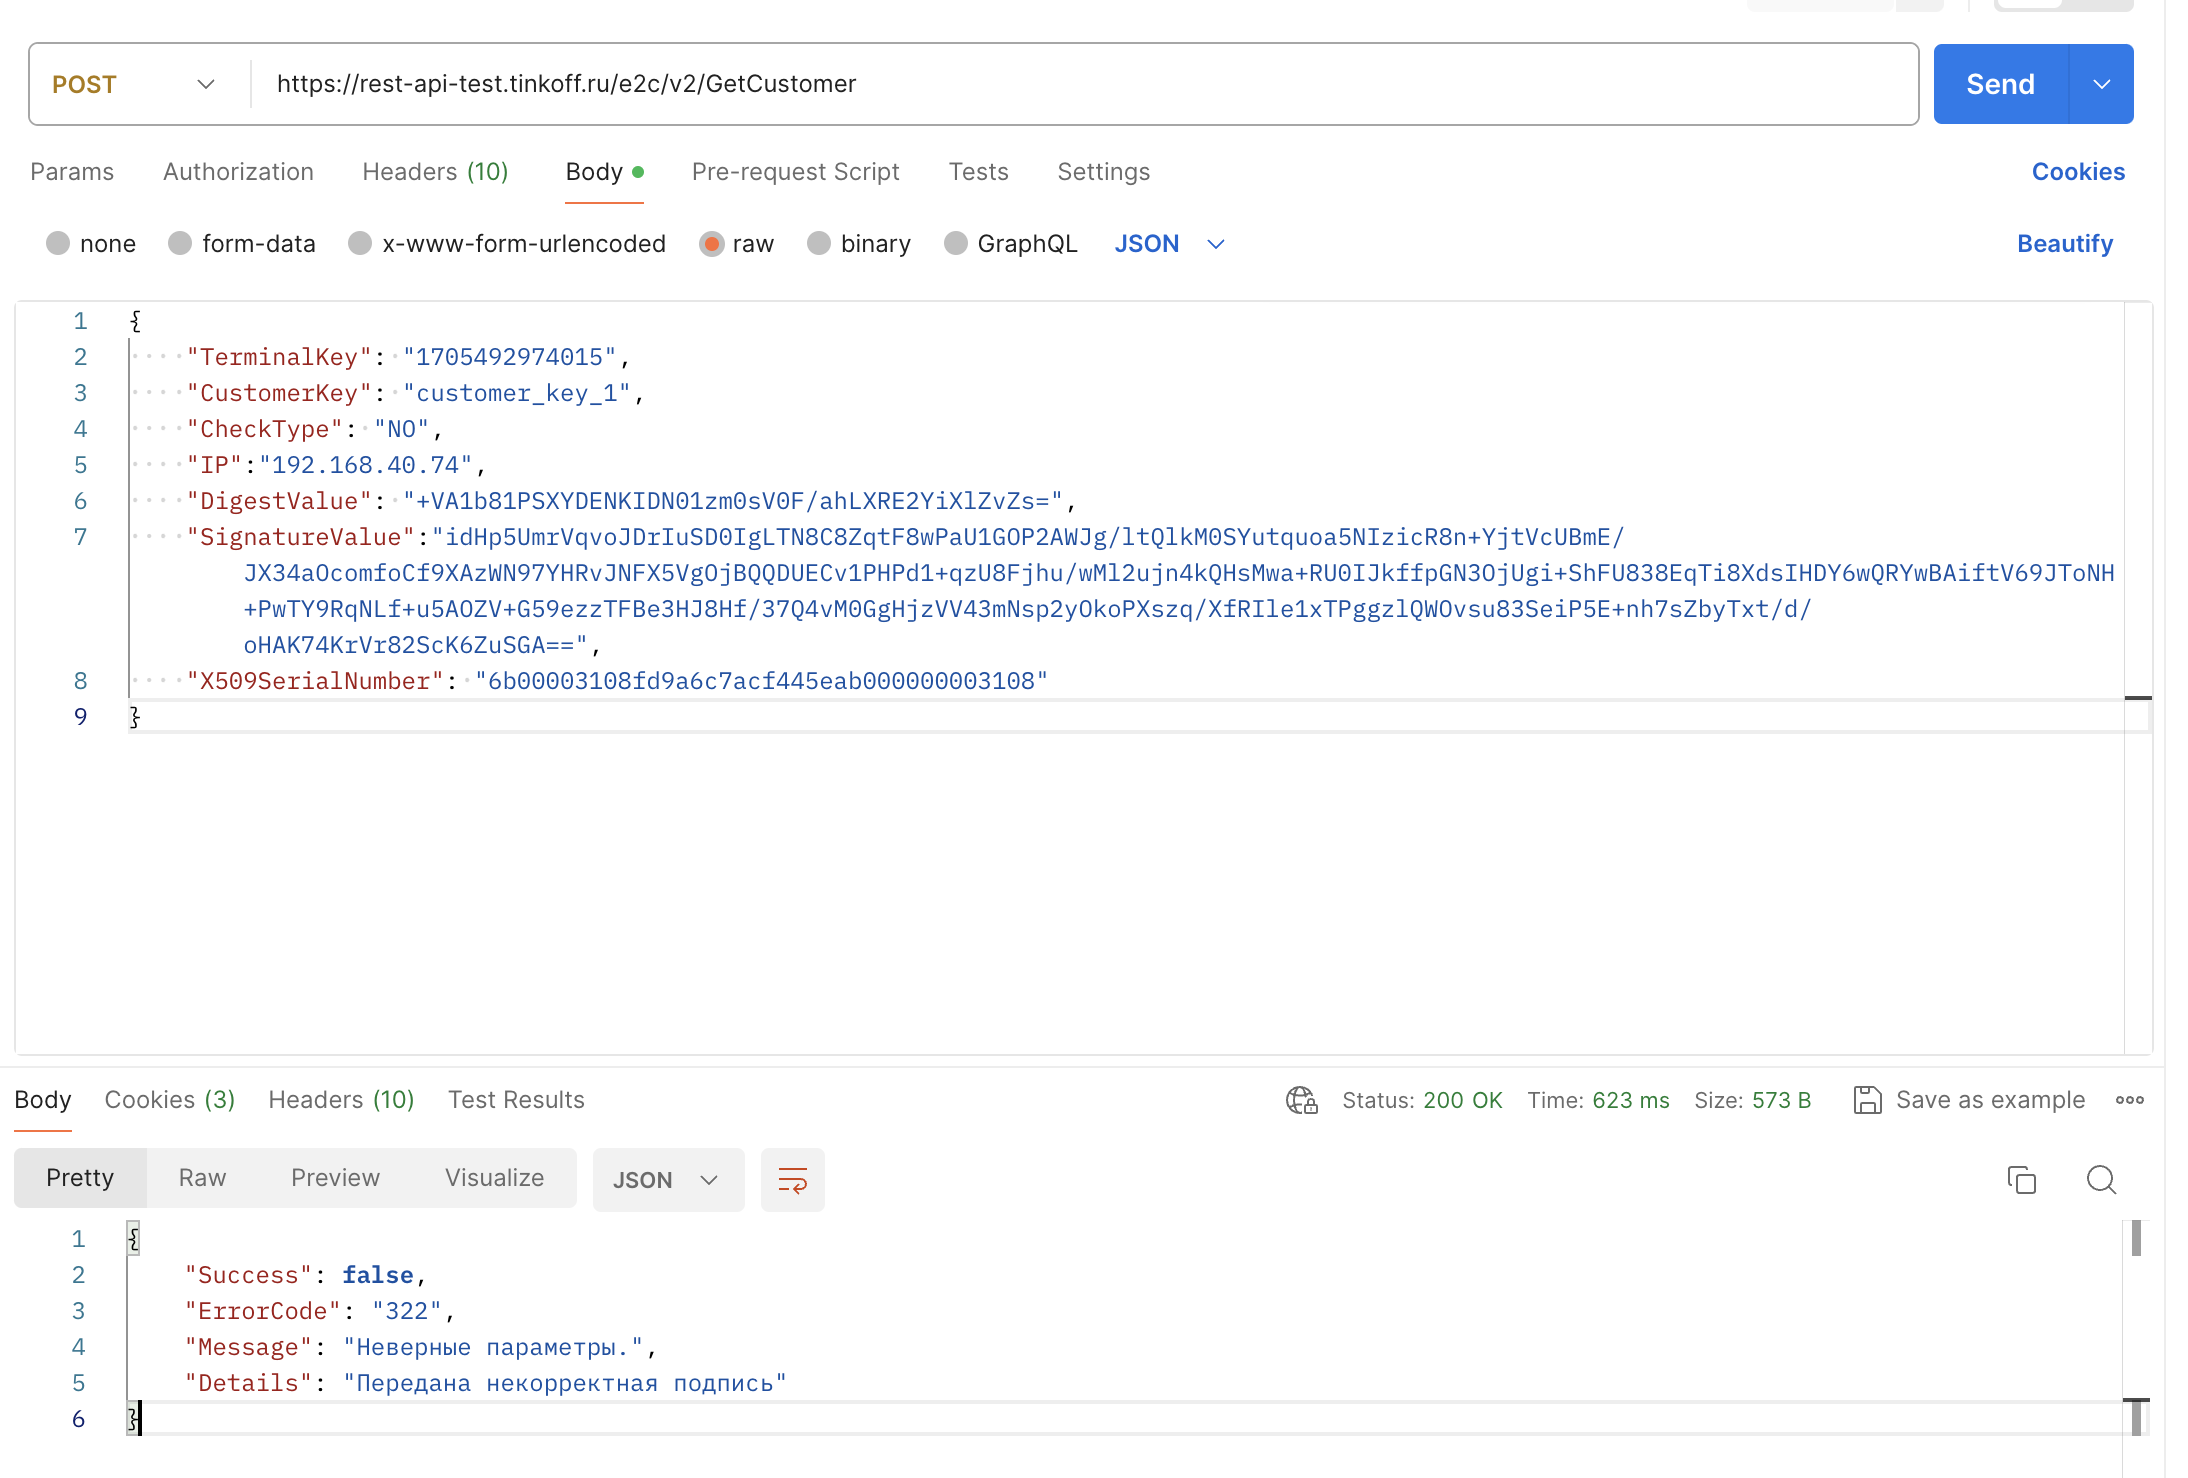 POST https://rest-api-test.tinkoff.ru/e2c/v2/GetCustomer Send
Params Authorization Headers (10) Body Pre-request Script Tests Settings Cookies
none form-data x-www-form-urlencoded raw binary GraphQL JSON Beautify
1 {
2 "TerminalKey": "1705492974015",
3 "CustomerKey": "customer_key_1",
4 "CheckType": "NO",
5 "IP":"192.168.40.74",
6 "DigestValue": "+VA1b81PSXYDENKIDN01zm0sV0F/ahLXRE2YiXlZvZs=",
7 "SignatureValue":"idHp5UmrVqvoJDrIuSD0IgLTN8C8ZqtF8wPaU1GOP2AWJg/ltQlkM0SYutquoa5NIzicR8n+YjtVcUBmE/
JX34aOcomfoCf9XAzWN97YHRvJNFX5VgOjBQQDUECv1PHPd1+qzU8Fjhu/wMl2ujn4kQHsMwa+RU0IJkffpGN3OjUgi+ShFU838EqTi8XdsIHDY6wQRYwBAiftV69JToNH
+PwTY9RqNLf+u5AOZV+G59ezzTFBe3HJ8Hf/37Q4vM0GgHjzVV43mNsp2yOkoPXszq/XfRIle1xTPggzlQWOvsu83SeiP5E+nh7sZbyTxt/d/
oHAK74KrVr82ScK6ZuSGA==",
8 "X509SerialNumber": "6b00003108fd9a6c7acf445eab000000003108"
9 }
Body Cookies (3) Headers (10) Test Results Status: 200 OK Time: 623 ms Size: 573 B Save as example
Pretty Raw Preview Visualize JSON
1 {
2 "Success": false,
3 "ErrorCode": "322",
4 "Message": "Неверные параметры.",
5 "Details": "Передана некорректная подпись"
6 }